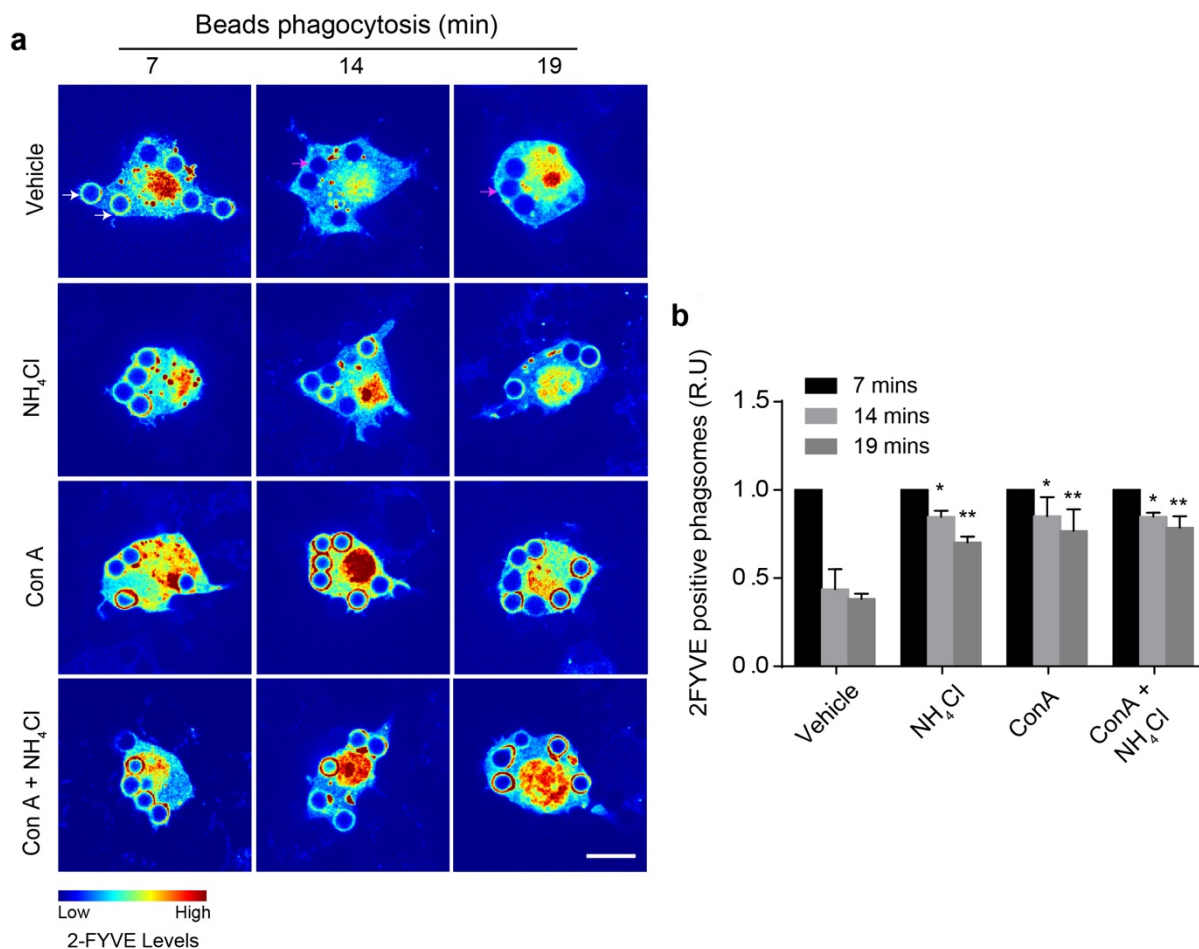 a
Beads phagocytosis (min)
7 14 19
Vehicle
NH₄Cl
Con A
Con A + NH₄Cl
Low High
2-FYVE Levels
b
2FYVE positive phagsomes (R.U)
7 mins
14 mins
19 mins
1.5
1.0
0.5
0.0
* ** * ** * **
Vehicle
NH₄Cl
ConA
ConA +
NH₄Cl